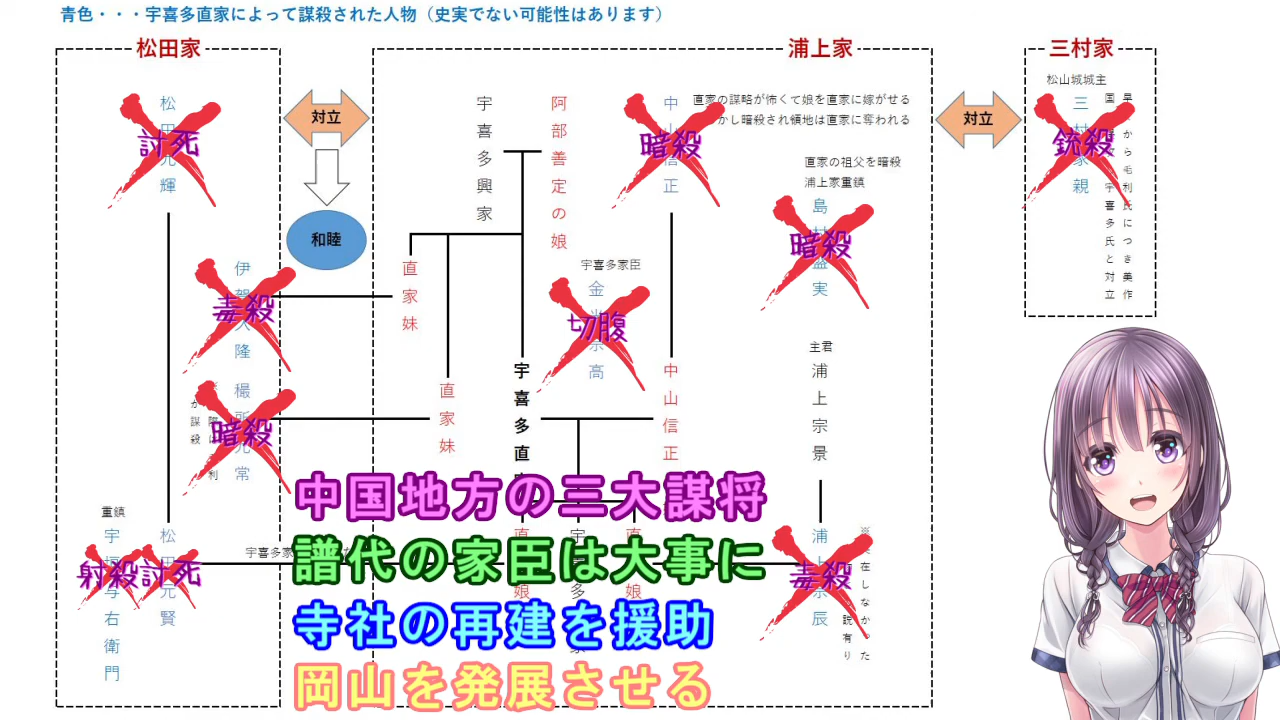 青色・・・宇喜多直家によって謀殺された人物（史実でない可能性はあります）
松田家
浦上家
三村家
対立
和睦
対立
松田元輝
討死
伊賀久隆
毒殺
撮所元常
暗殺
重鎮
宇垣与右衛門
射殺
松田元賢
討死
宇喜多興家
阿部善定の娘
直家妹
直家妹
宇喜多家臣
金光宗高
切腹
宇喜多直
中山信正
暗殺
直家の謀略が怖くて娘を直家に嫁がせる
かし暗殺され領地は直家に奪われる
中山信正
直家の祖父を暗殺
浦上家重鎮
島村盛実
暗殺
主君
浦上宗景
浦上宗辰
毒殺
松山城城主
三村家親
銃殺
から毛利氏につき美作
宇喜多氏と対立
宇喜多家
中国地方の三大謀将
譜代の家臣は大事に
寺社の再建を援助
岡山を発展させる